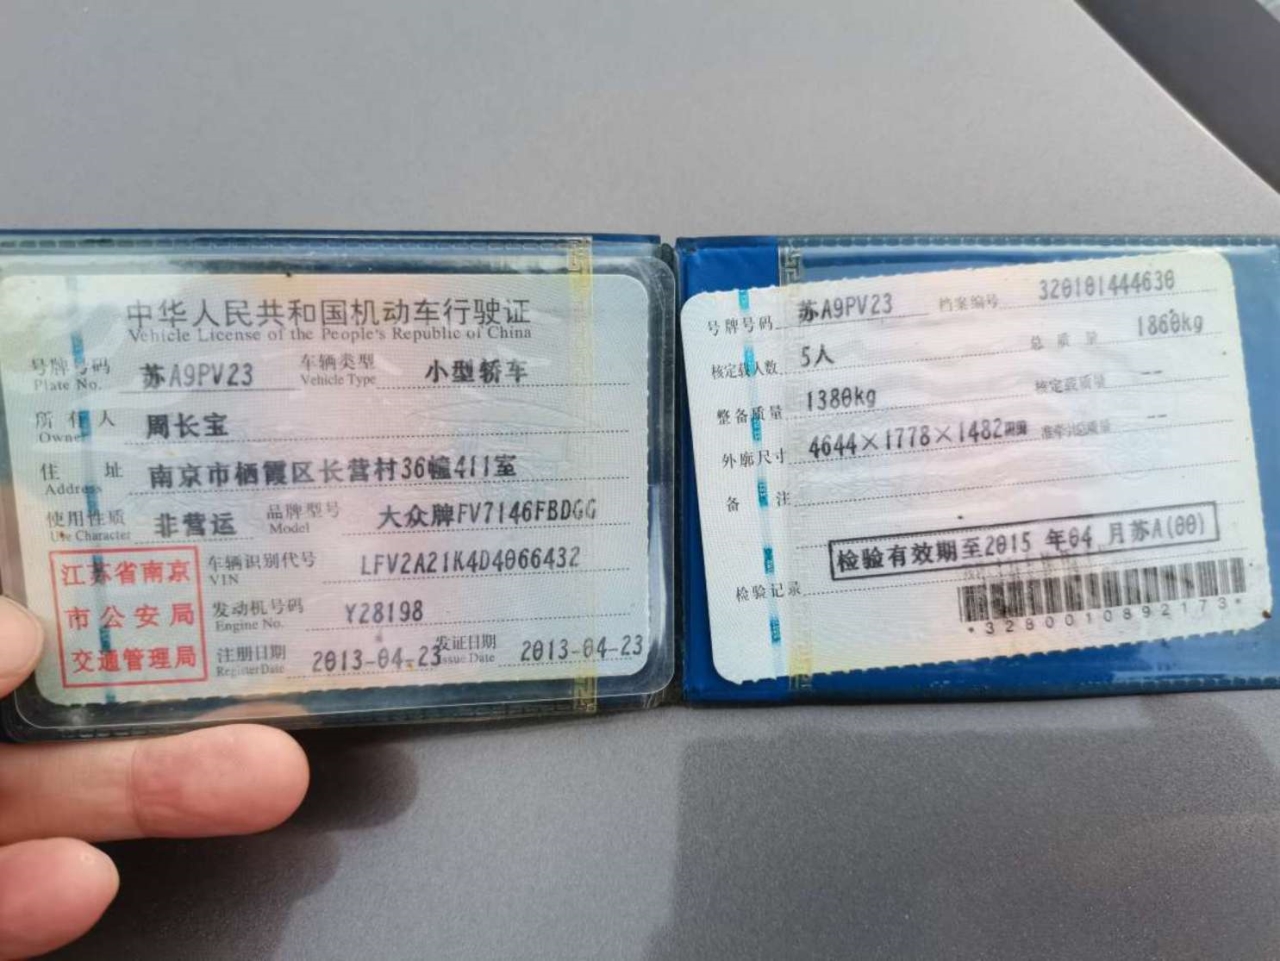 中华人民共和国机动车行驶证
Vehicle License of the People's Republic of China
号牌号码 苏A9PV23 车辆类型 小型轿车
Plate No. Vehicle Type
所有人 周长宝
Owner
住址 南京市栖霞区长营村36幢411室
Address
使用性质 非营运 品牌型号 大众牌FV7146FBDGG
Use Character Model
江苏省南京
市公安局
交通管理局
车辆识别代号 LFV2A21K4D4066432
VIN
发动机号码 Y28198
Engine No.
注册日期 2013-04-23 发证日期 2013-04-23
Register Date Issue Date
号牌号码 苏A9PV23 档案编号 320101444630
核定载人数 5人 总质量 1860kg
整备质量 1380kg 核定载质量 --
外廓尺寸 4644×1778×1482 准牵引总质量 --
备注
检验有效期至2015 年04 月苏A(00)
检验记录
*3280010892173*